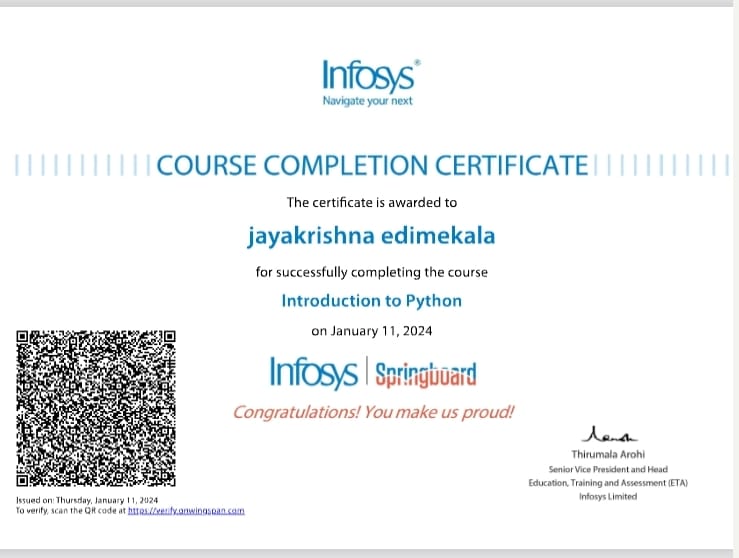 Infosys®
Navigate your next
COURSE COMPLETION CERTIFICATE
The certificate is awarded to
jayakrishna edimekala
for successfully completing the course
Introduction to Python
on January 11, 2024
Infosys | Springboard
Congratulations! You make us proud!
Thirumala Arohi
Senior Vice President and Head
Education, Training and Assessment (ETA)
Infosys Limited
Issued on: Thursday, January 11, 2024
To verify, scan the QR code at https://verify.onwingspan.com